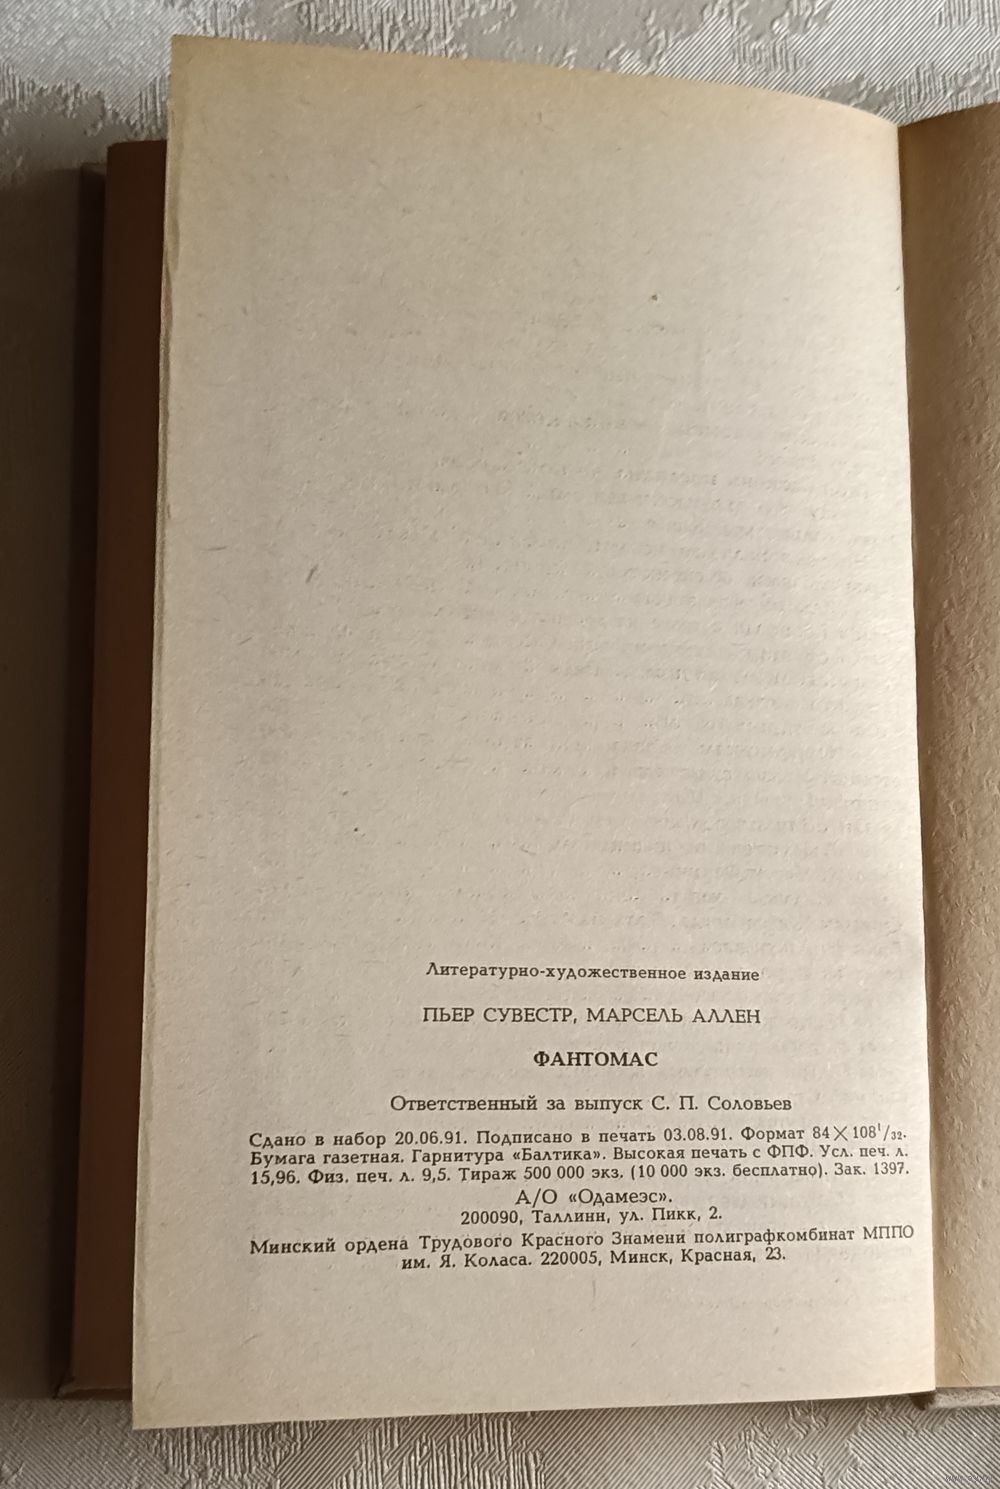 Литературно-художественное издание
ПЬЕР СУВЕСТР, МАРСЕЛЬ АЛЛЕН
ФАНТОМАС
Ответственный за выпуск С. П. Соловьев
Сдано в набор 20.06.91. Подписано в печать 03.08.91. Формат 84×108¹/₃₂.
Бумага газетная. Гарнитура «Балтика». Высокая печать с ФПФ. Усл. печ. л.
15,96. Физ. печ. л. 9,5. Тираж 500 000 экз. (10 000 экз. бесплатно). Зак. 1397.
А/О «Одамеэс».
200090, Таллинн, ул. Пикк, 2.
Минский ордена Трудового Красного Знамени полиграфкомбинат МППО
им. Я. Коласа. 220005, Минск, Красная, 23.